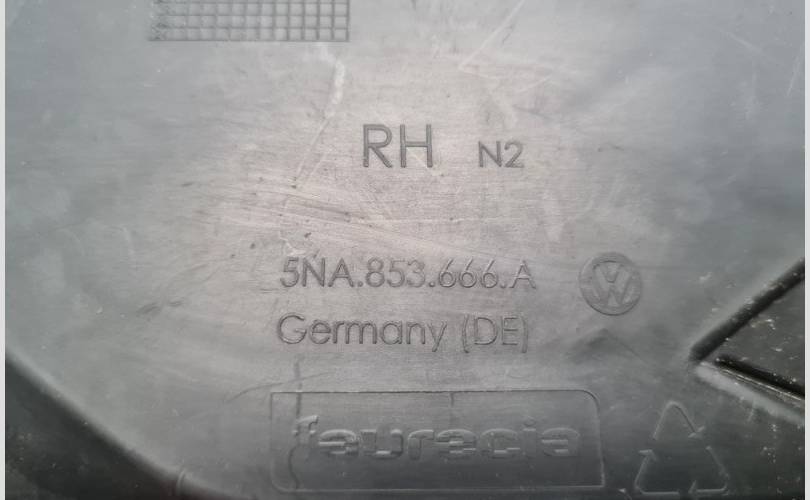 RH N2
5NA.853.666.A
Germany (DE)
faurecia